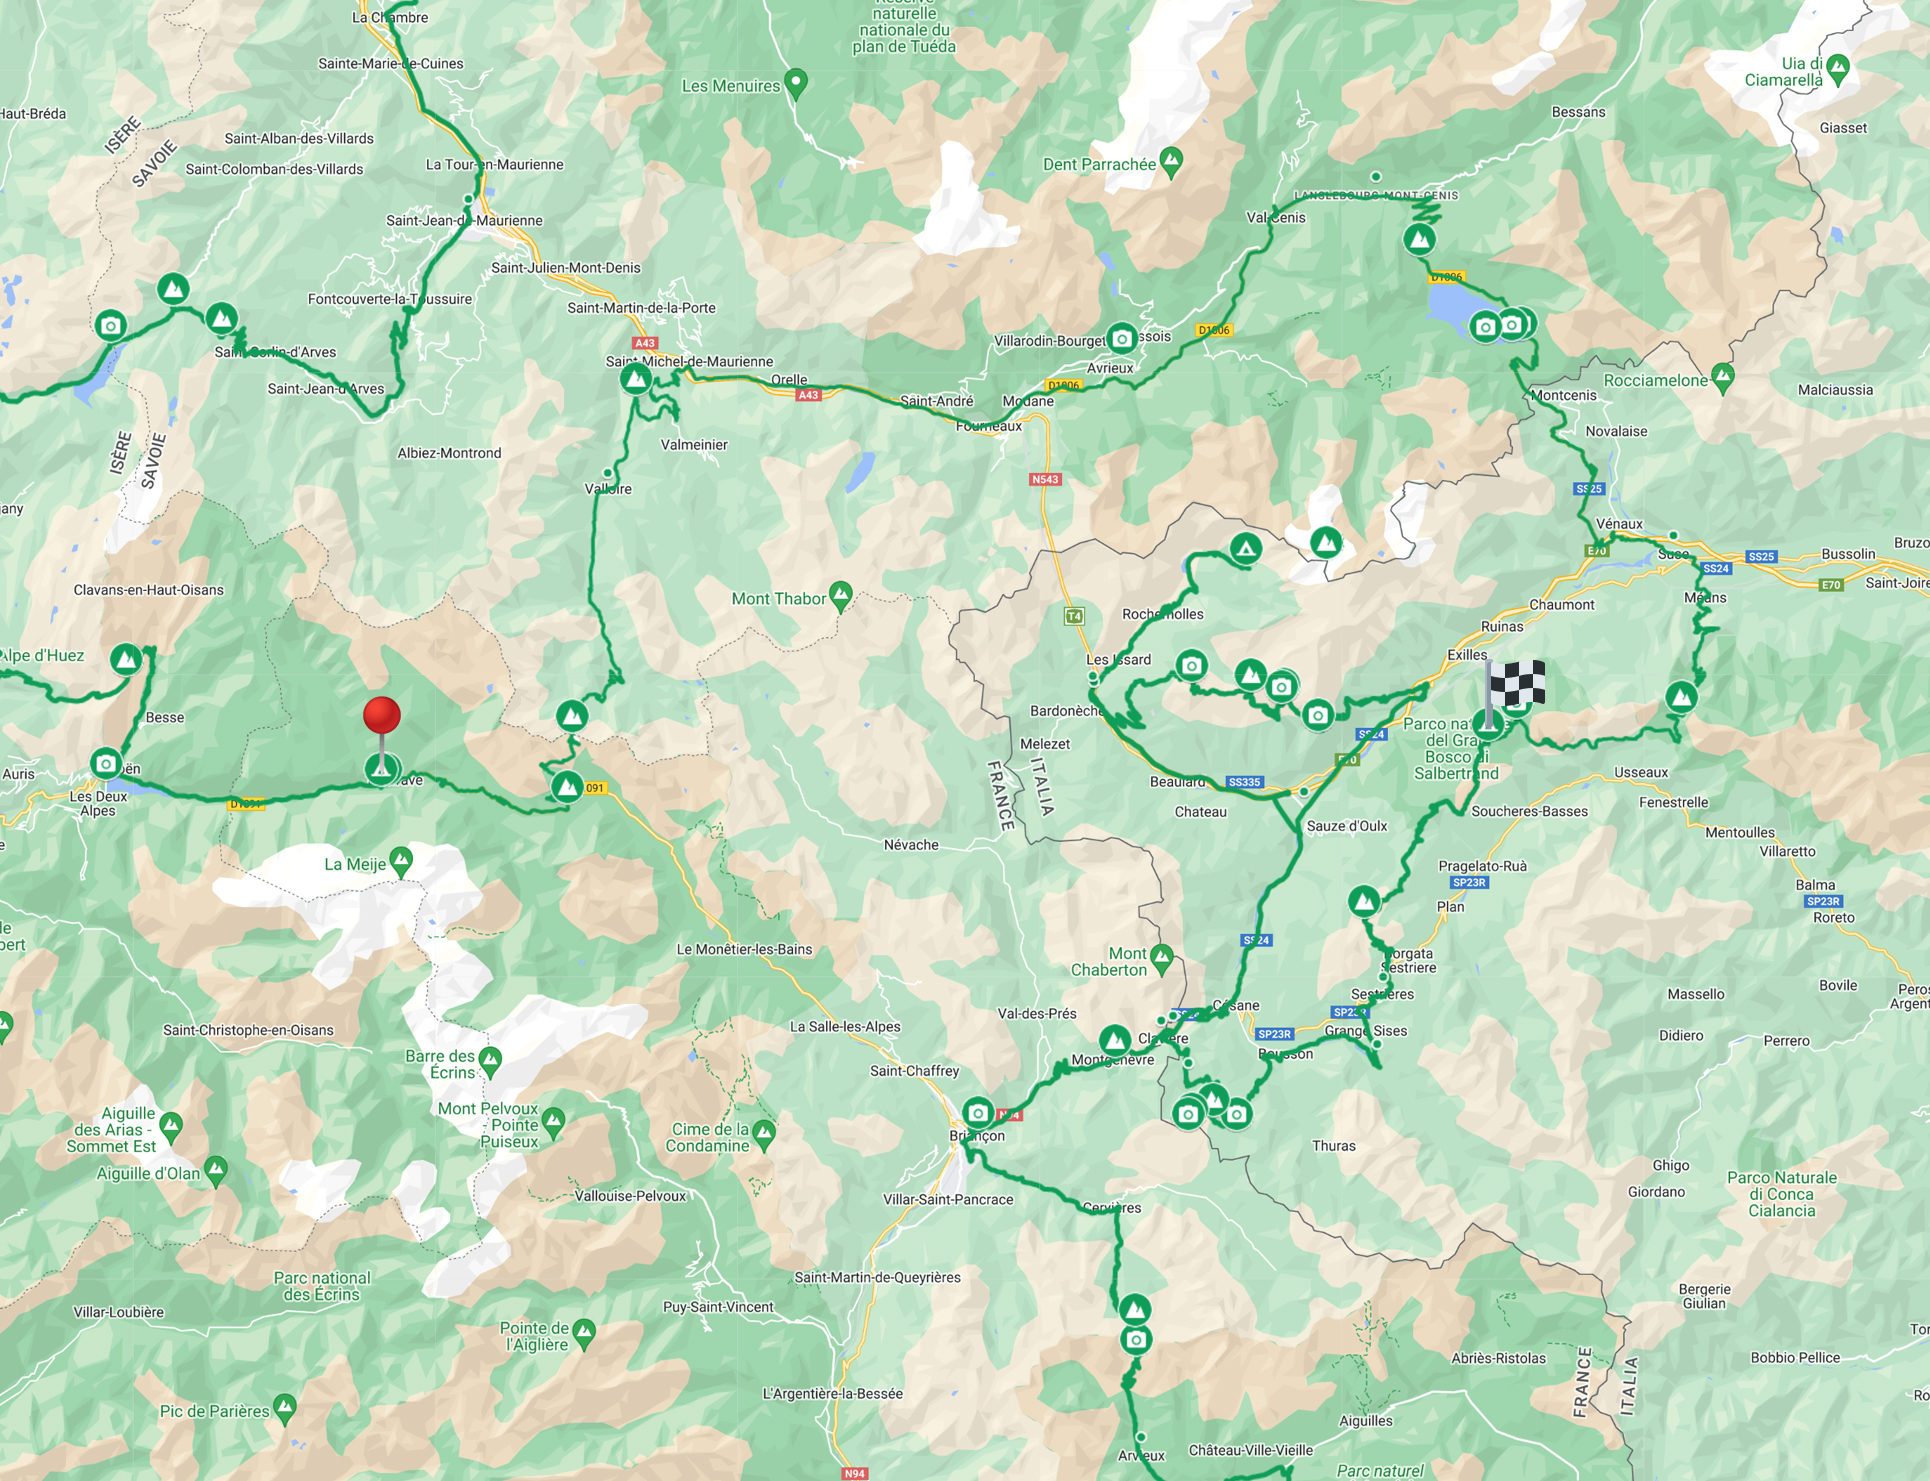 La Chambre
Réserve
naturelle
nationale du
plan de Tuéda
Sainte-Marie-de-Cuines
Les Menuires
Uia di
Ciamarella
Haut-Bréda
ISÈRE
SAVOIE
Saint-Alban-des-Villards
Saint-Colomban-des-Villards
La Tour-en-Maurienne
Dent Parrachée
Bessans
Giasset
LANSLEBOURG-MONT-CENIS
Val-Cenis
Saint-Jean-de-Maurienne
Saint-Julien-Mont-Denis
D1006
Fontcouverte-la-Toussuire
Saint-Martin-de-la-Porte
A43
D1006
Villarodin-Bourget
Saint-Sorlin-d'Arves
Saint-Michel-de-Maurienne
Avrieux
Rocciamelone
Malciaussia
Saint-Jean-d'Arves
Orelle
A43
D1006
Saint-André
Modane
Montcenis
Fourneaux
Novalaise
ISÈRE
SAVOIE
Albiez-Montrond
Valmeinier
N543
Valloire
SS25
Vénaux
E70
Suse
SS25
SS24
Bussolin
E70
Saint-Joire
Clavans-en-Haut-Oisans
Mont Thabor
T4
Rochemolles
Chaumont
Méans
Ruinas
Alpe d'Huez
Les Issard
Exilles
Besse
Bardonèche
Melezet
SS24
Parco naturale
del Gran
Bosco di
Salbertrand
E70
Auris
Les Deux
Alpes
D1091
091
FRANCE
ITALIA
Beaulard
SS335
Chateau
Usseaux
Fenestrelle
Soucheres-Basses
Sauze d'Oulx
Mentoulles
Villaretto
La Meije
Névache
Pragelato-Ruà
SP23R
Balma
SP23R
Roreto
Plan
Le Monêtier-les-Bains
SS24
Mont
Chaberton
Borgata
Sestriere
Sestrières
Massello
Bovile
Saint-Christophe-en-Oisans
La Salle-les-Alpes
Val-des-Prés
Césane
SP23R
SP23R
Grange Sises
Clavière
Didiero
Perrero
Barre des
Écrins
Saint-Chaffrey
Montgenèvre
Bousson
Aiguille
des Arias -
Sommet Est
Mont Pelvoux
Pointe
Puiseux
Cime de la
Condamine
N94
Briançon
Thuras
Aiguille d'Olan
Ghigo
Giordano
Parco Naturale
di Conca
Cialancia
Vallouise-Pelvoux
Villar-Saint-Pancrace
Cervières
Parc national
des Écrins
Saint-Martin-de-Queyrières
Bergerie
Giulian
Villar-Loubière
Puy-Saint-Vincent
Pointe de
l'Aiglière
Abriès-Ristolas
Bobbio Pellice
FRANCE
ITALIA
L'Argentière-la-Bessée
Pic de Parières
Aiguilles
Arvieux
Château-Ville-Vieille
N94
Parc naturel